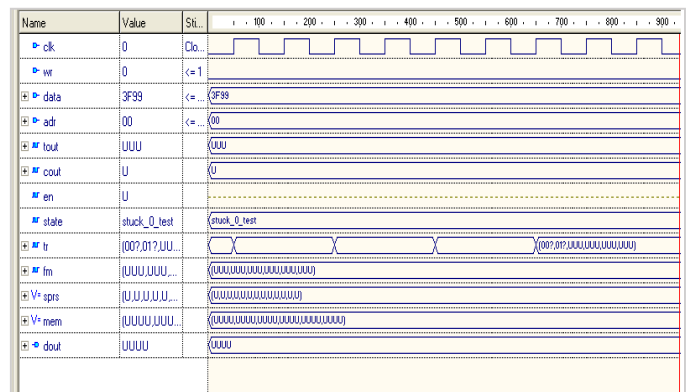 Name Value Sti... 100 200 300 400 500 600 700 800 900
clk 0 Clo...
wr 0 <= 1
data 3F99 <= ... 3F99
adr 00 <= ... 00
tout UUU UUU
cout U U
en U
state stuck_0_test stuck_0_test
tr (00?,01?,UU... (00?,01?,UUU,UUU,UUU,UUU,UUU)
fm (UUU,UUU,... (UUU,UUU,UUU,UUU,UUU,UUU,UUU)
V= sprs (U,U,U,U,U,... (U,U,U,U,U,U,U,U,U,U,U,U,U,U)
V= mem (UUUU,UUU... (UUUU,UUUU,UUUU,UUUU,UUUU,UUUU)
dout UUUU UUUU